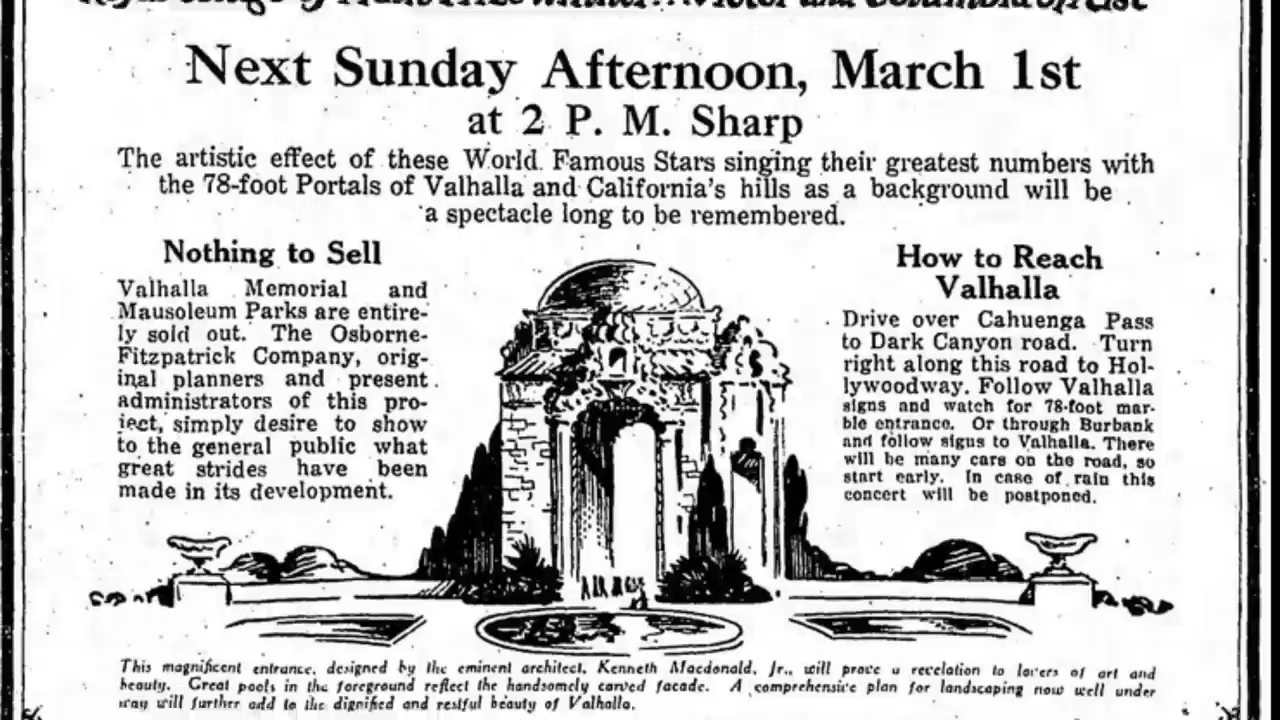 Next Sunday Afternoon, March 1st
at 2 P. M. Sharp
The artistic effect of these World Famous Stars singing their greatest numbers with
the 78-foot Portals of Valhalla and California's hills as a background will be
a spectacle long to be remembered.
Nothing to Sell
Valhalla Memorial and
Mausoleum Parks are entire-
ly sold out. The Osborne-
Fitzpatrick Company, orig-
inal planners and present
administrators of this pro-
ject, simply desire to show
to the general public what
great strides have been
made in its development.
How to Reach
Valhalla
Drive over Cahuenga Pass
to Dark Canyon road. Turn
right along this road to Hol-
lywoodway. Follow Valhalla
signs and watch for 78-foot mar-
ble entrance. Or through Burbank
and follow signs to Valhalla. There
will be many cars on the road, so
start early. In case of rain this
concert will be postponed.
This magnificent entrance, designed by the eminent architect, Kenneth Macdonald, Jr., will prove a revelation to lovers of art and
beauty. Great pools in the foreground reflect the handsomely carved facade. A comprehensive plan for landscaping now well under
way will further add to the dignified and restful beauty of Valhalla.